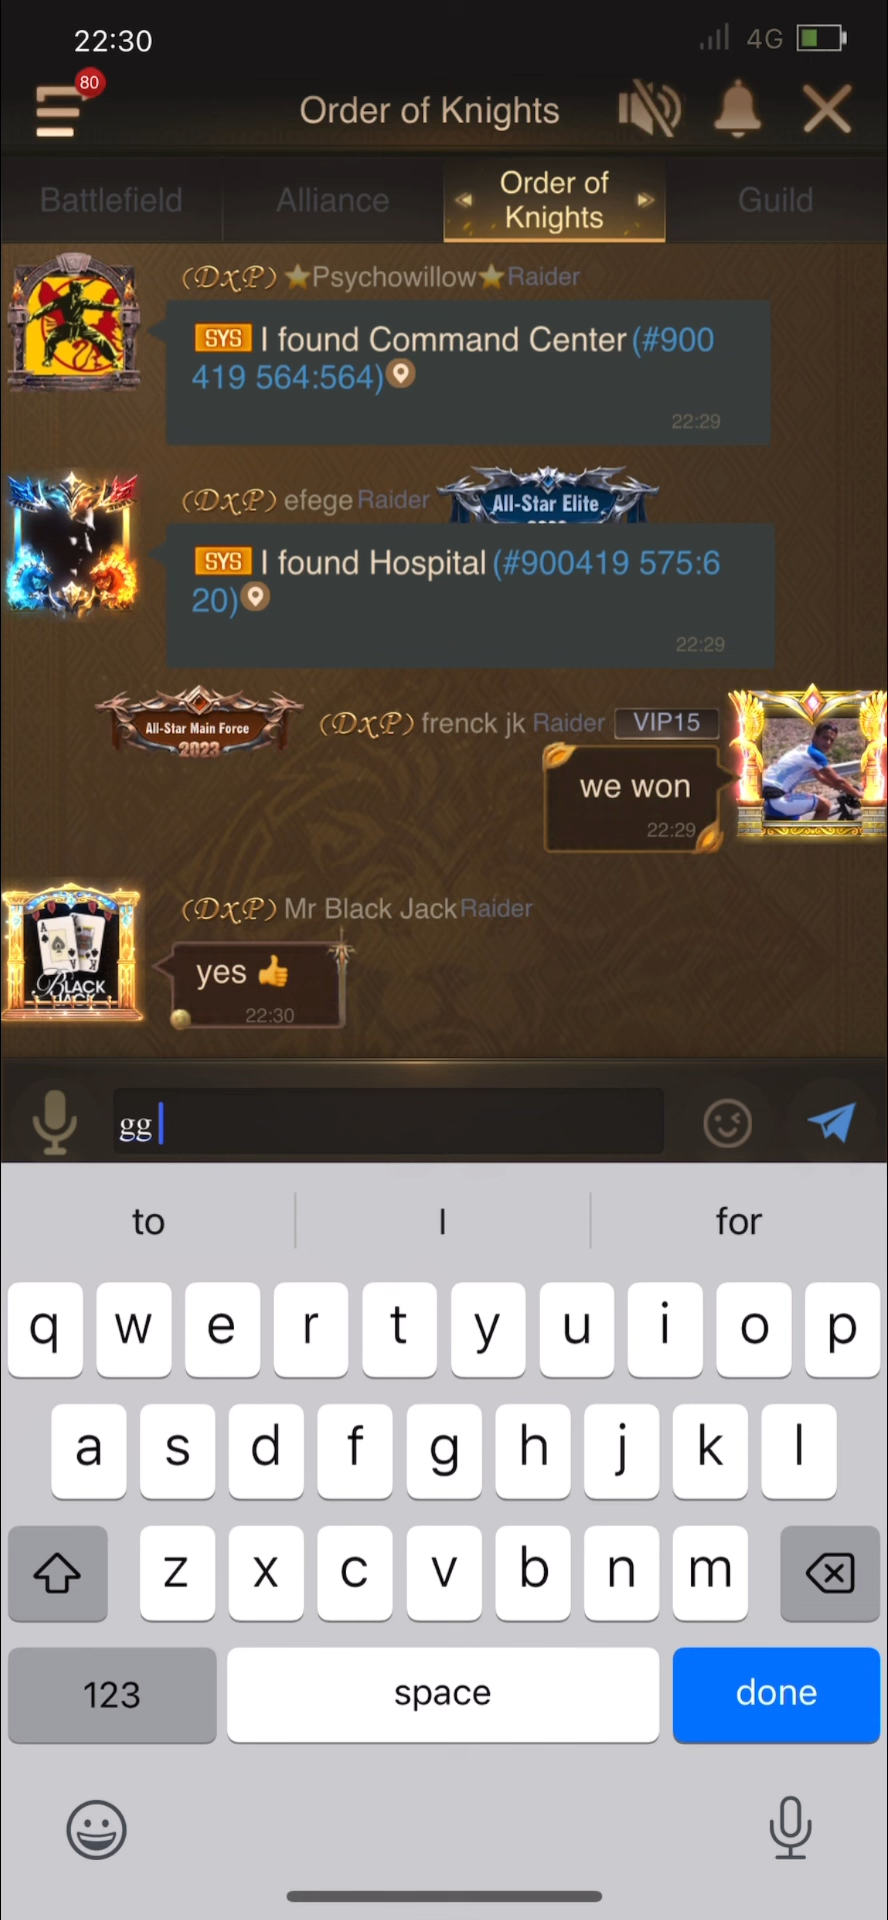 22:30
4G
80
Order of Knights
Battlefield
Alliance
Order of
Knights
Guild
(DxP) ⭐Psychowillow⭐Raider
SYS I found Command Center(#900
419 564:564)
22:29
(DxP) efege Raider
All-Star Elite
SYS I found Hospital(#900419 575:6
20)
22:29
All-Star Main Force
2023
(DxP) frenck jk Raider VIP15
we won
22:29
(DxP) Mr Black JackRaider
A
K
BLACK
JACK
yes 👍
22:30
gg
to
I
for
q w e r t y u i o p
a s d f g h j k l
z x c v b n m
123
space
done